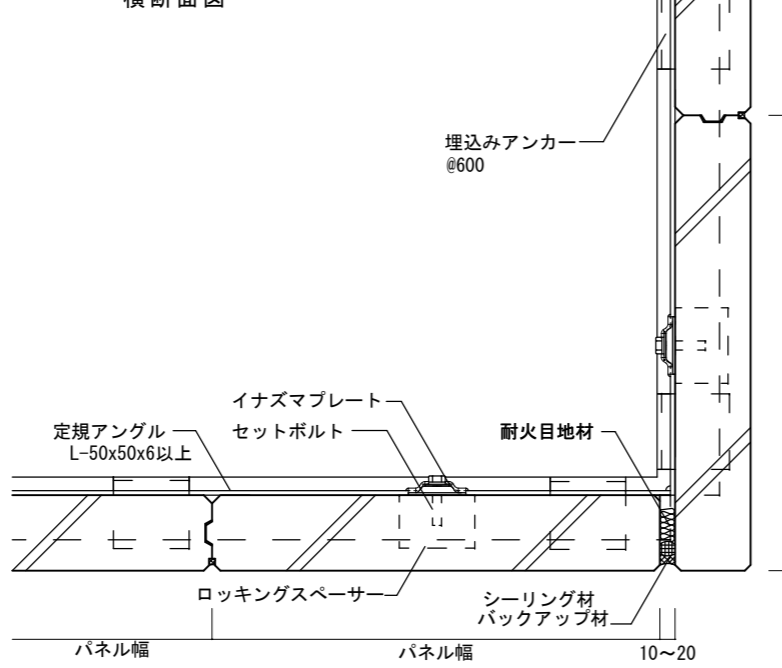 横断面図
埋込みアンカー
@600
イナズマプレート
定規アングル
セットボルト
耐火目地材
L-50x50x6以上
ロッキングスペーサー
シーリング材
バックアップ材
パネル幅
パネル幅
10~20